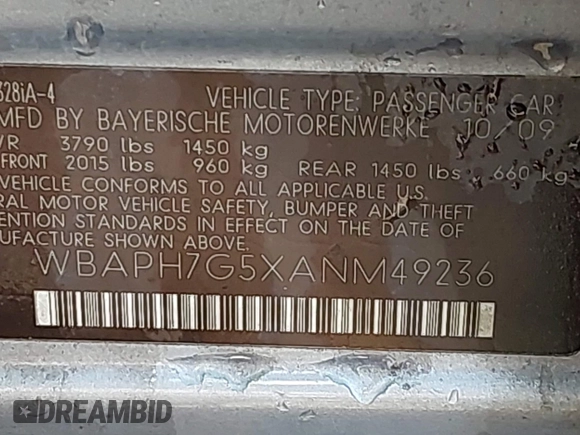 328iA-4
VEHICLE TYPE: PASSENGER CAR
MFD BY BAYERISCHE MOTORENWERKE 10/09
WR 3790 lbs 1450 kg
FRONT 2015 lbs 960 kg REAR 1450 lbs 660 kg
VEHICLE CONFORMS TO ALL APPLICABLE U.S.
RAL MOTOR VEHICLE SAFETY, BUMPER AND THEFT
ENTION STANDARDS IN EFFECT ON THE DATE OF
NUFACTURE SHOWN ABOVE.
WBAPH7G5XANM49236
DREAMBID